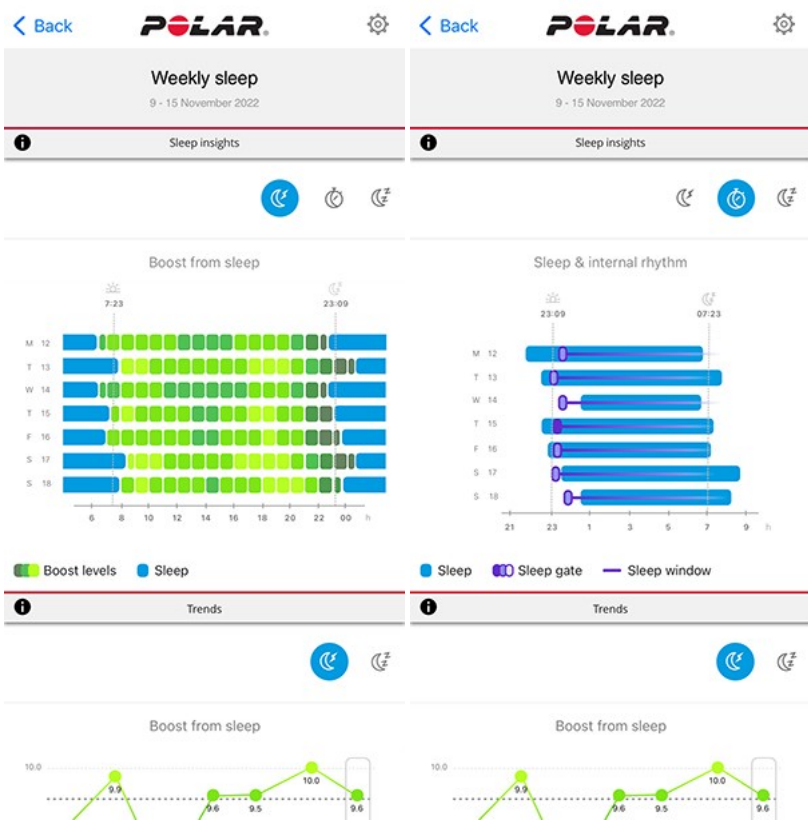 Back
POLAR.
Weekly sleep
9 - 15 November 2022
Sleep insights
Boost from sleep
7:23 23:09
M 12
T 13
W 14
T 15
F 16
S 17
S 18
6 8 10 12 14 16 18 20 22 00 h
Boost levels Sleep
Trends
Boost from sleep
10.0
9.9 9.6 9.5 10.0 9.6
Back
POLAR.
Weekly sleep
9 - 15 November 2022
Sleep insights
Sleep & internal rhythm
23:09 07:23
M 12
T 13
W 14
T 15
F 16
S 17
S 18
21 23 1 3 5 7 9 h
Sleep Sleep gate Sleep window
Trends
Boost from sleep
10.0
9.9 9.6 9.5 10.0 9.6